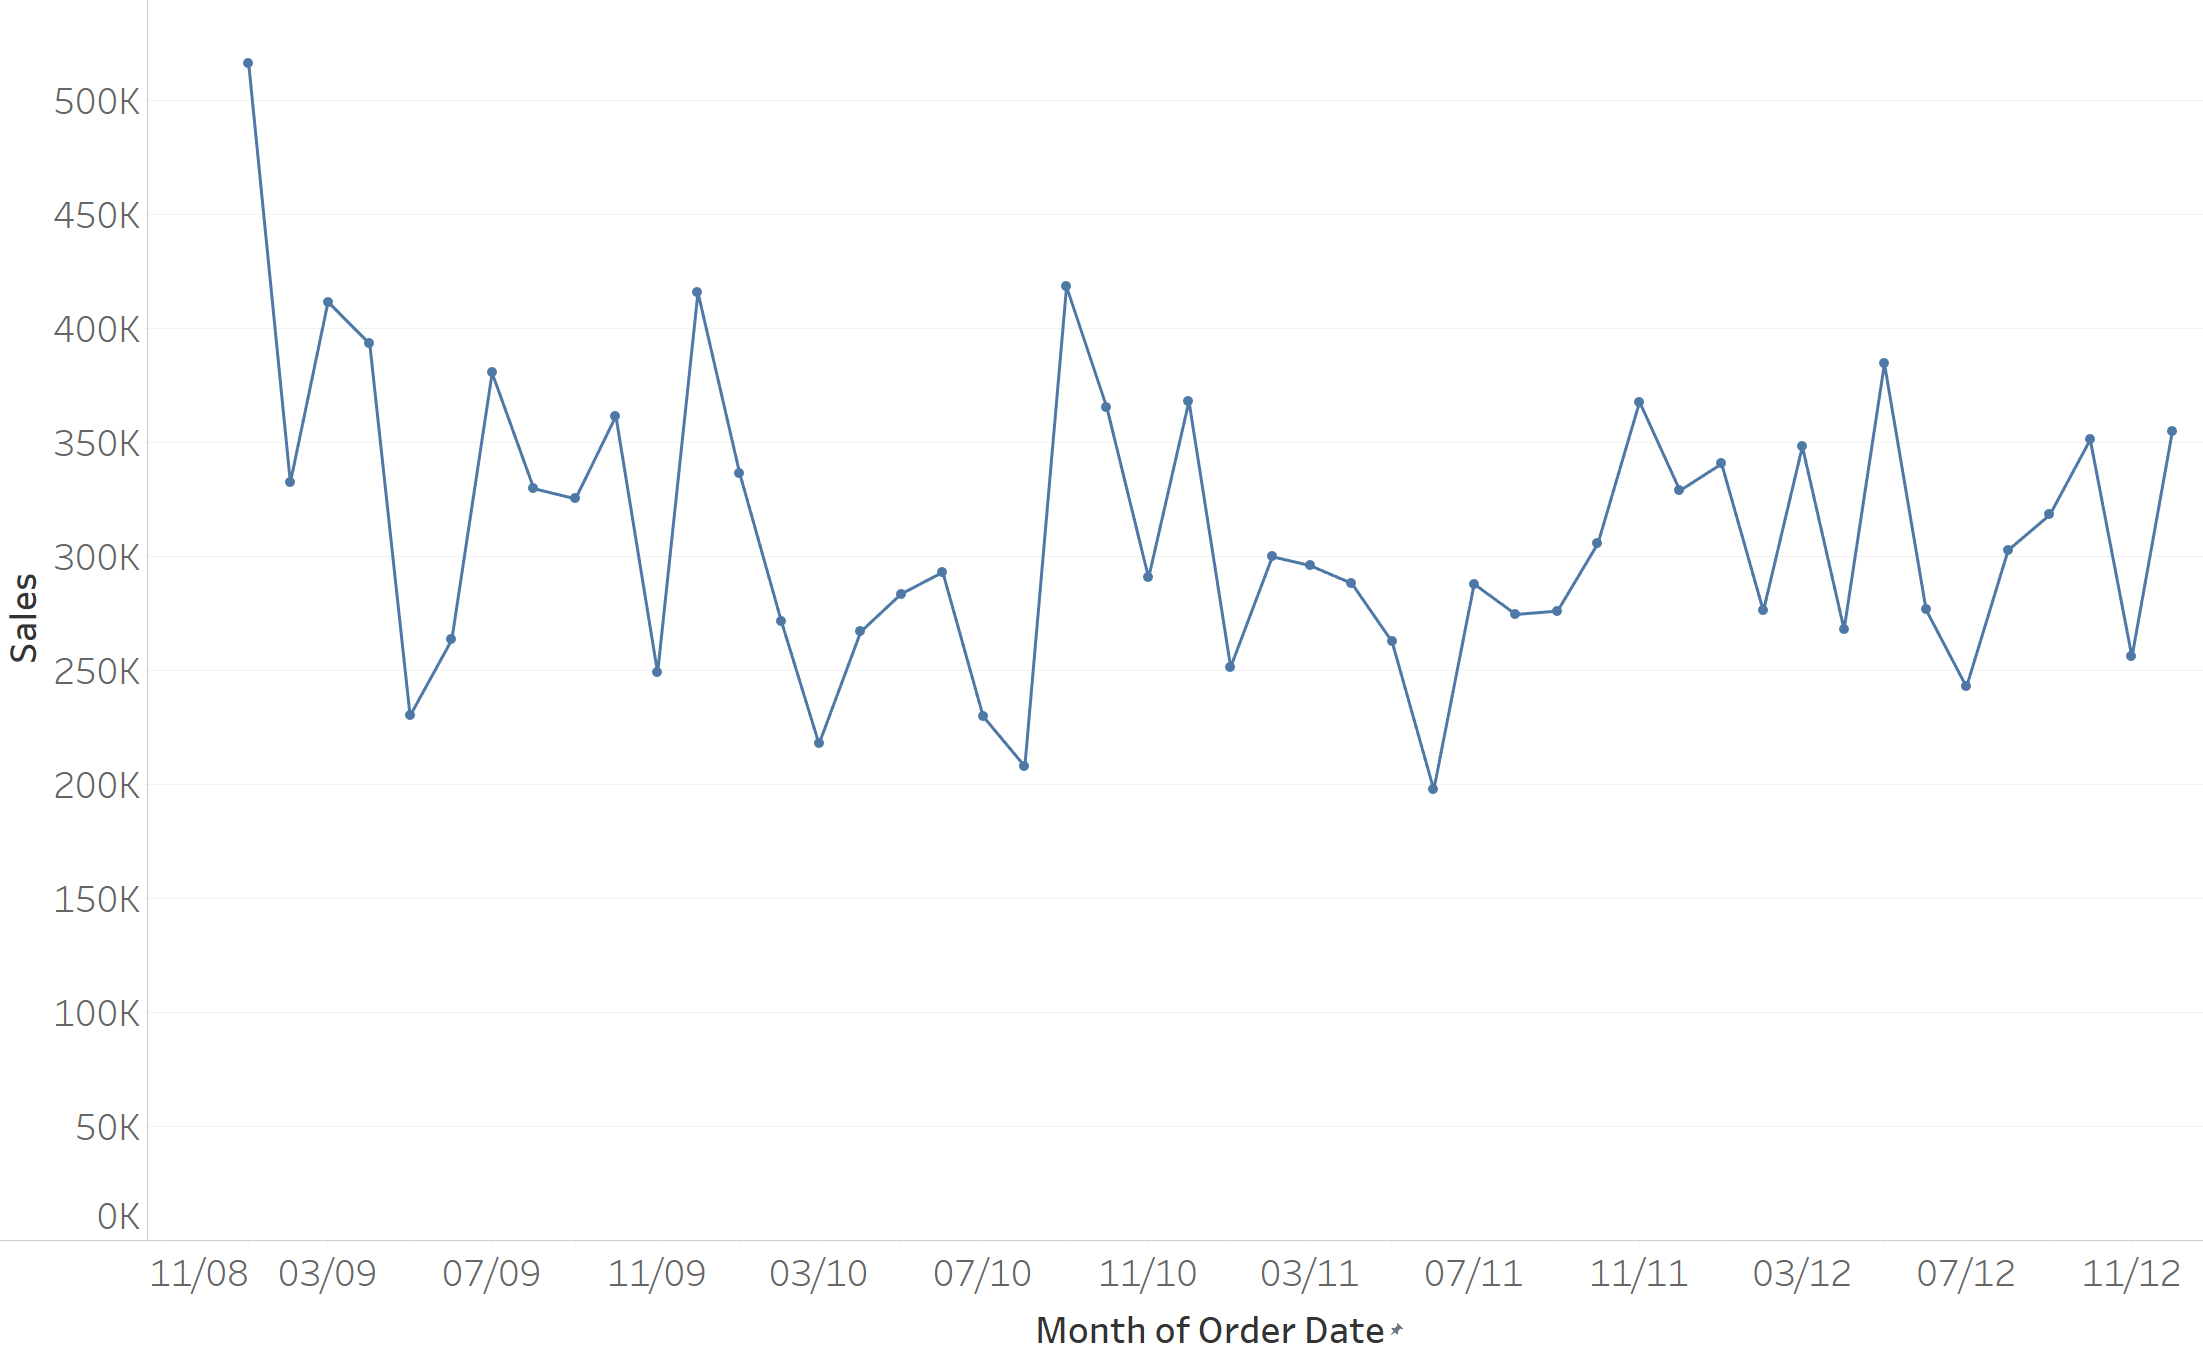 500K
450K
400K
350K
300K
250K
200K
150K
100K
50K
0K
Sales
11/08 03/09 07/09 11/09 03/10 07/10 11/10 03/11 07/11 11/11 03/12 07/12 11/12
Month of Order Date